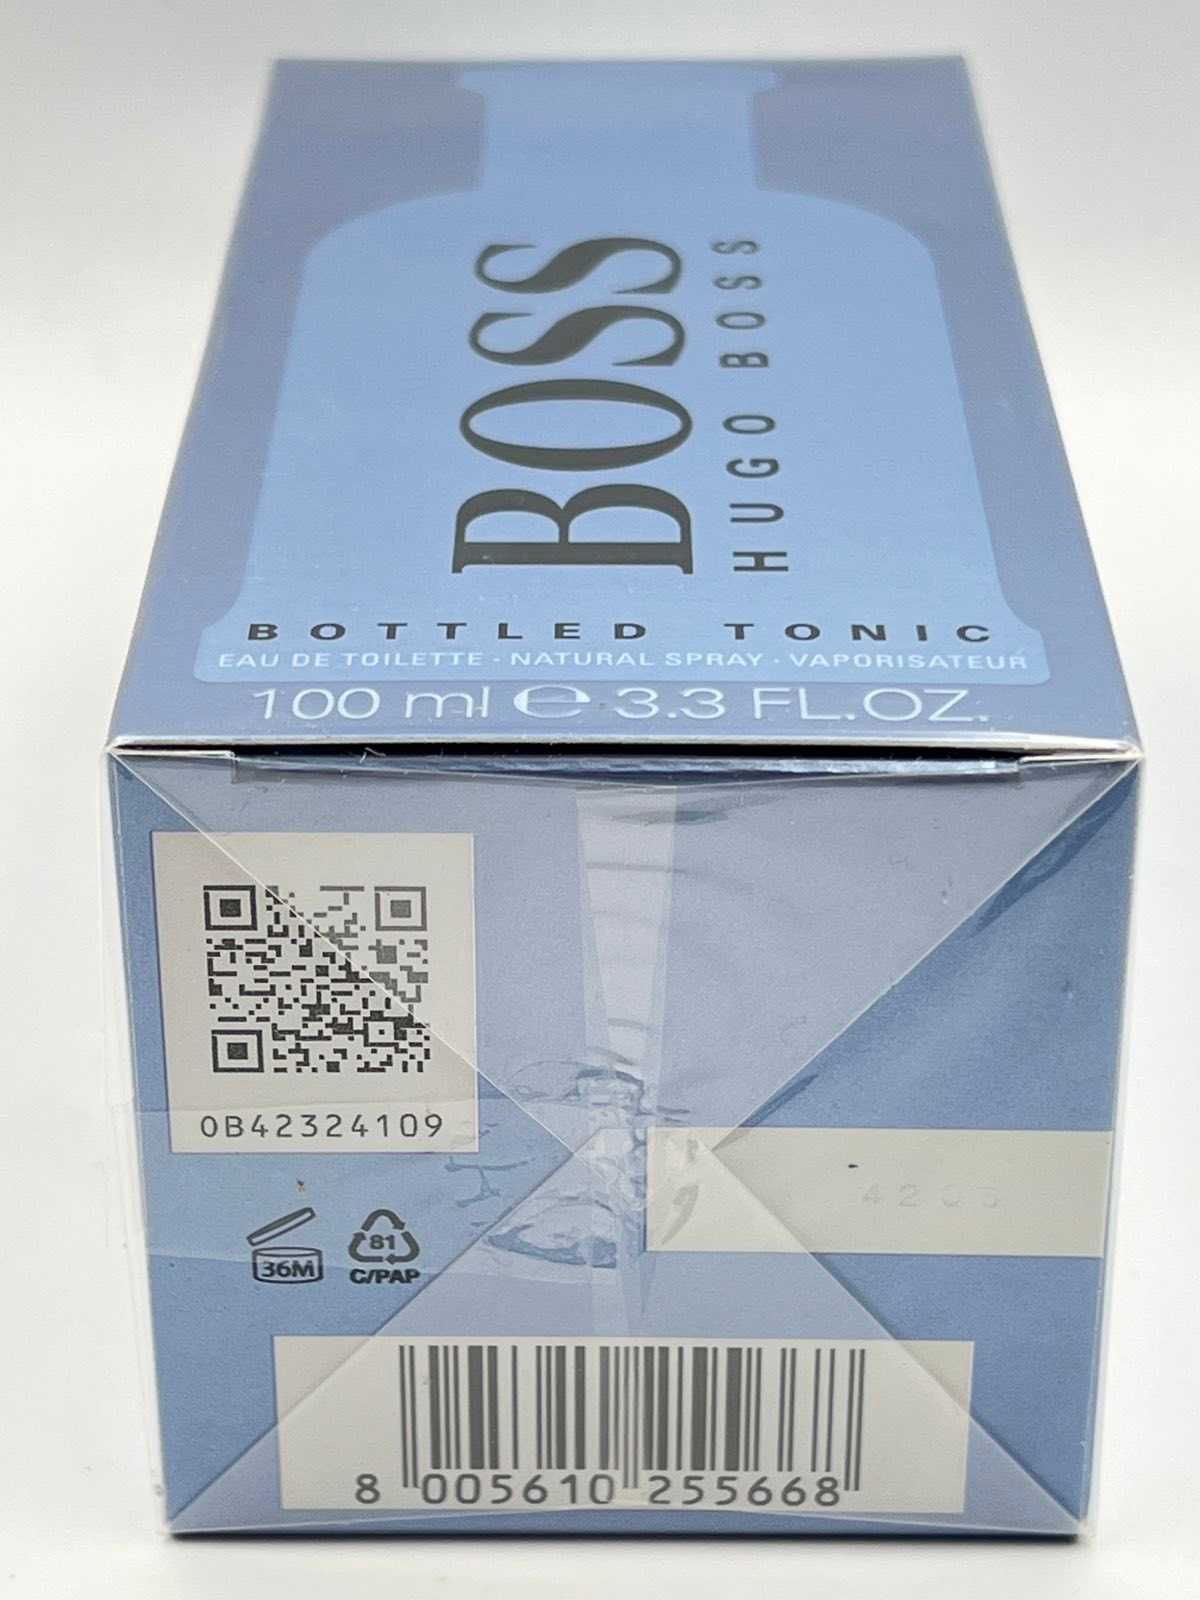 BOSS
HUGO BOSS
BOTTLED TONIC
EAU DE TOILETTE · NATURAL SPRAY · VAPORISATEUR
100 ml ℮ 3.3 FL.OZ.
0B42324109
36M
81
C/PAP
8 005610 255668